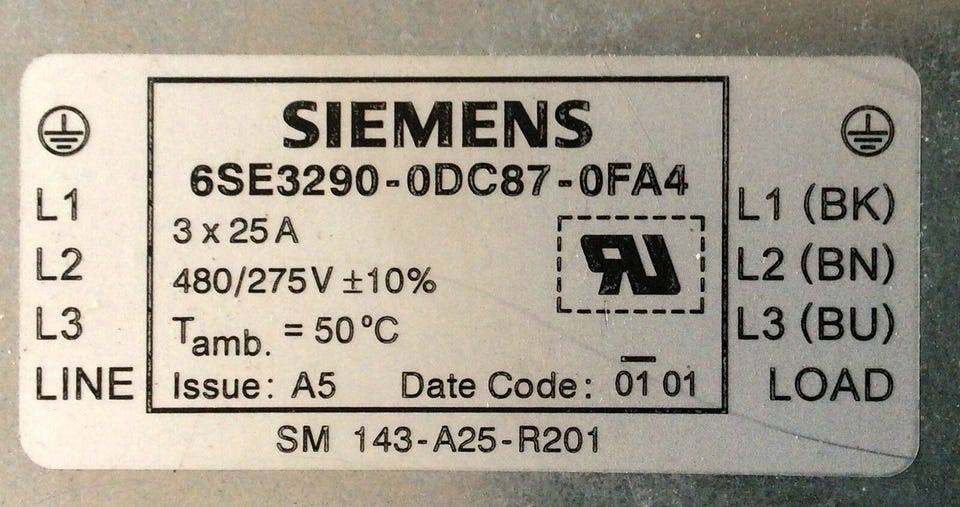 SIEMENS
6SE3290-0DC87-0FA4
L1
3 x 25 A
L1 (BK)
L2
480/275V ±10%
L2 (BN)
L3
Tamb. = 50 °C
L3 (BU)
LINE
Issue: A5 Date Code: 01 01
LOAD
SM 143-A25-R201